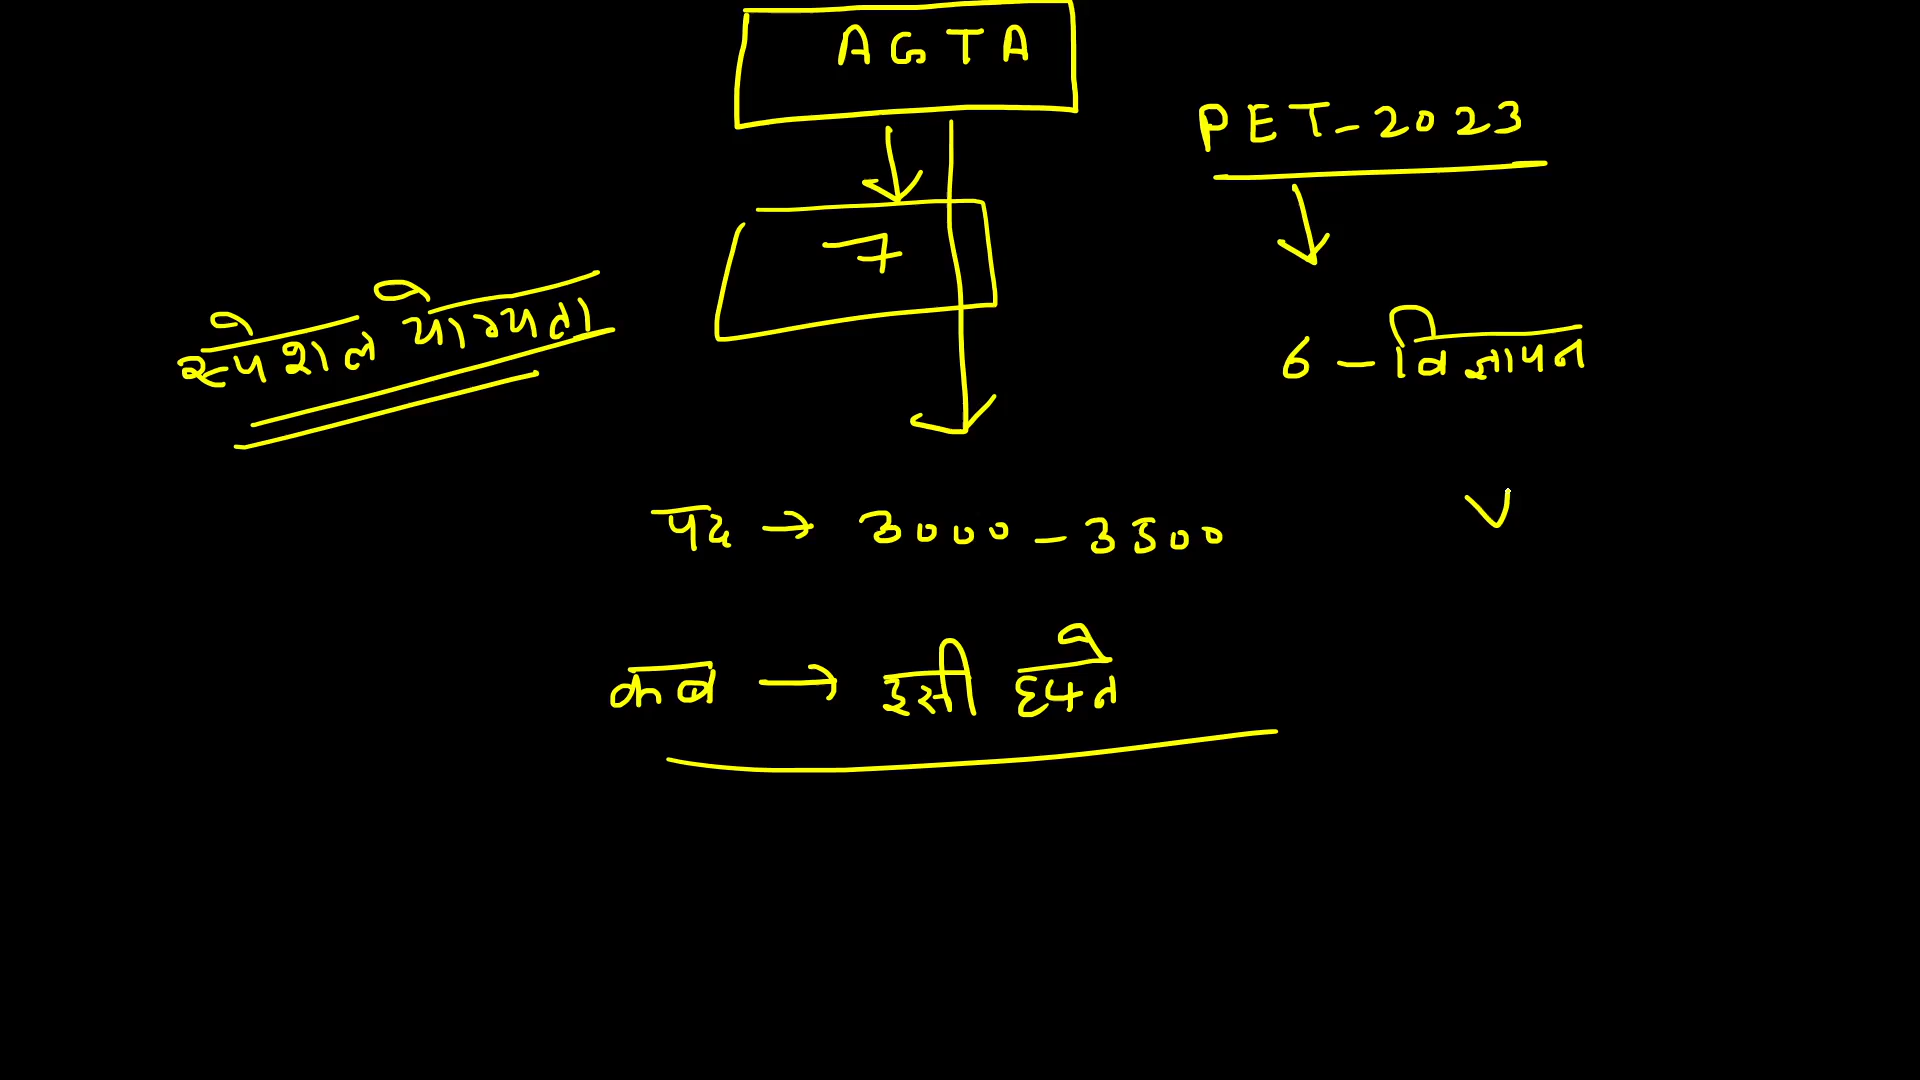 AGTA
PET-2023
7
स्पेशल योग्यता
6 - विज्ञापन
पद → 3000-3500
V
कब → इसी हफ्ते